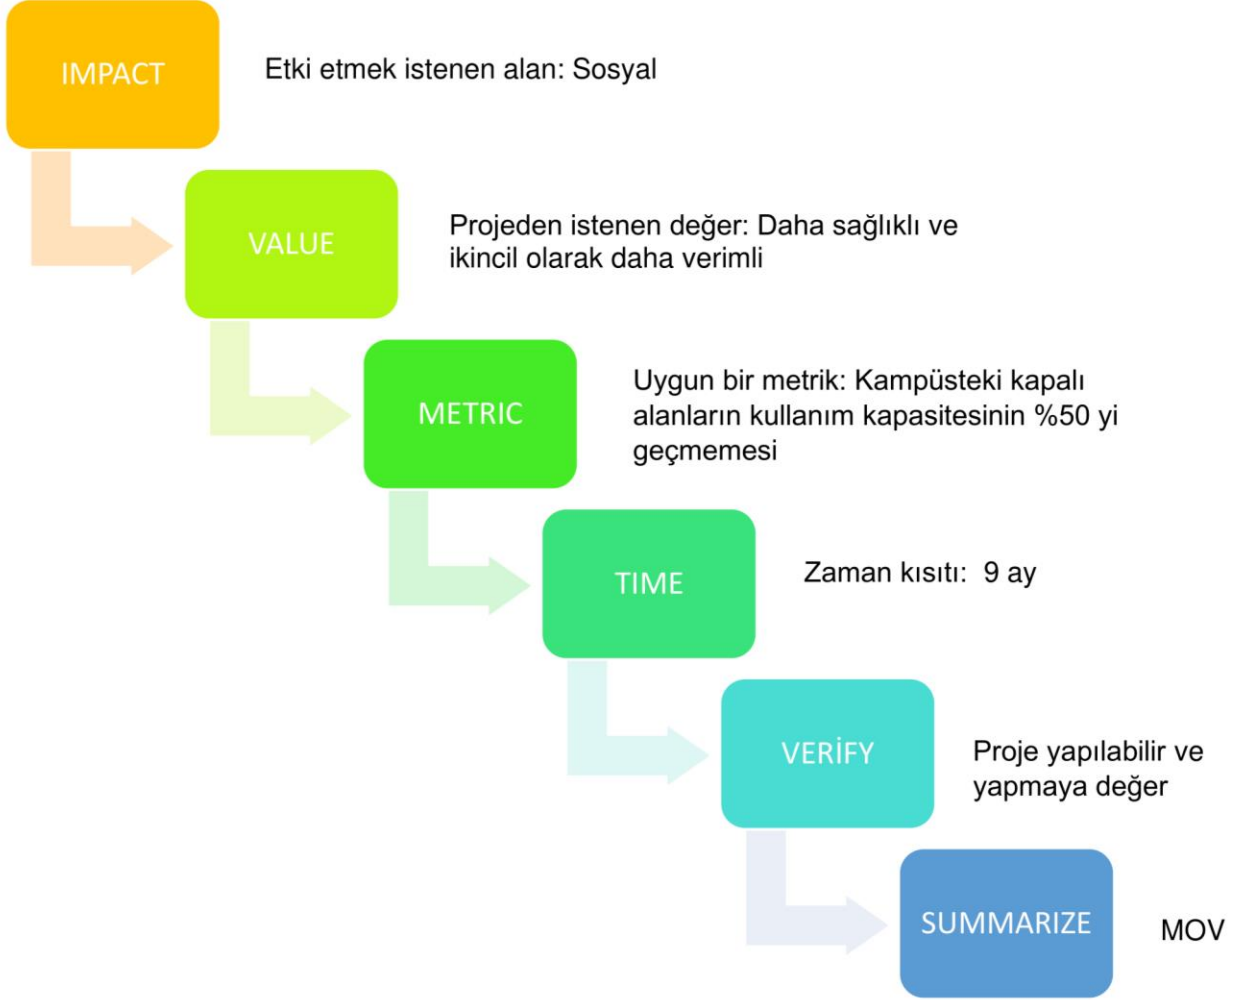 IMPACT
Etki etmek istenen alan: Sosyal
VALUE
Projeden istenen değer: Daha sağlıklı ve
ikincil olarak daha verimli
METRIC
Uygun bir metrik: Kampüsteki kapalı
alanların kullanım kapasitesinin %50 yi
geçmemesi
TIME
Zaman kısıtı:  9 ay
VERİFY
Proje yapılabilir ve
yapmaya değer
SUMMARIZE
MOV